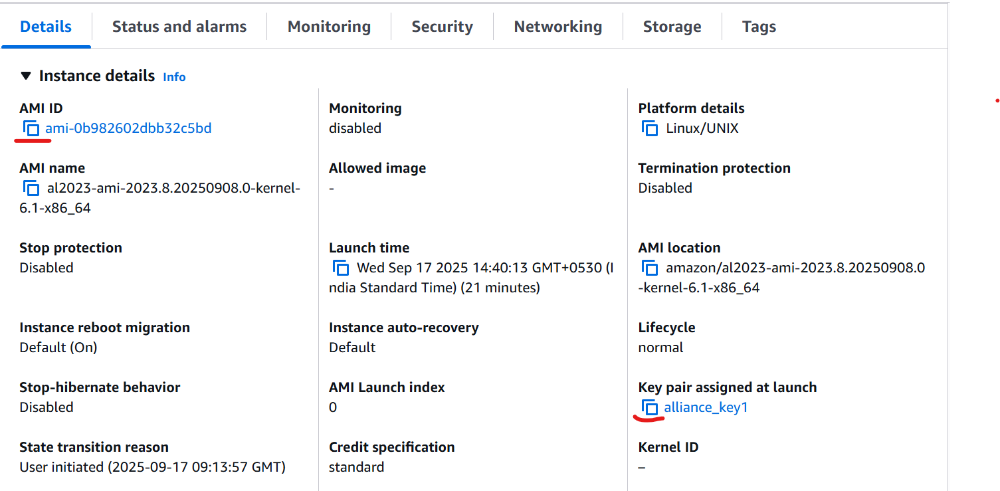 Details Status and alarms Monitoring Security Networking Storage Tags
Instance details Info
AMI ID
ami-0b982602dbb32c5bd
Monitoring
disabled
Platform details
Linux/UNIX
AMI name
al2023-ami-2023.8.20250908.0-kernel-
6.1-x86_64
Allowed image
-
Termination protection
Disabled
Stop protection
Disabled
Launch time
Wed Sep 17 2025 14:40:13 GMT+0530 (I
ndia Standard Time) (21 minutes)
AMI location
amazon/al2023-ami-2023.8.20250908.0
-kernel-6.1-x86_64
Instance reboot migration
Default (On)
Instance auto-recovery
Default
Lifecycle
normal
Stop-hibernate behavior
Disabled
AMI Launch index
0
Key pair assigned at launch
alliance_key1
State transition reason
User initiated (2025-09-17 09:13:57 GMT)
Credit specification
standard
Kernel ID
–